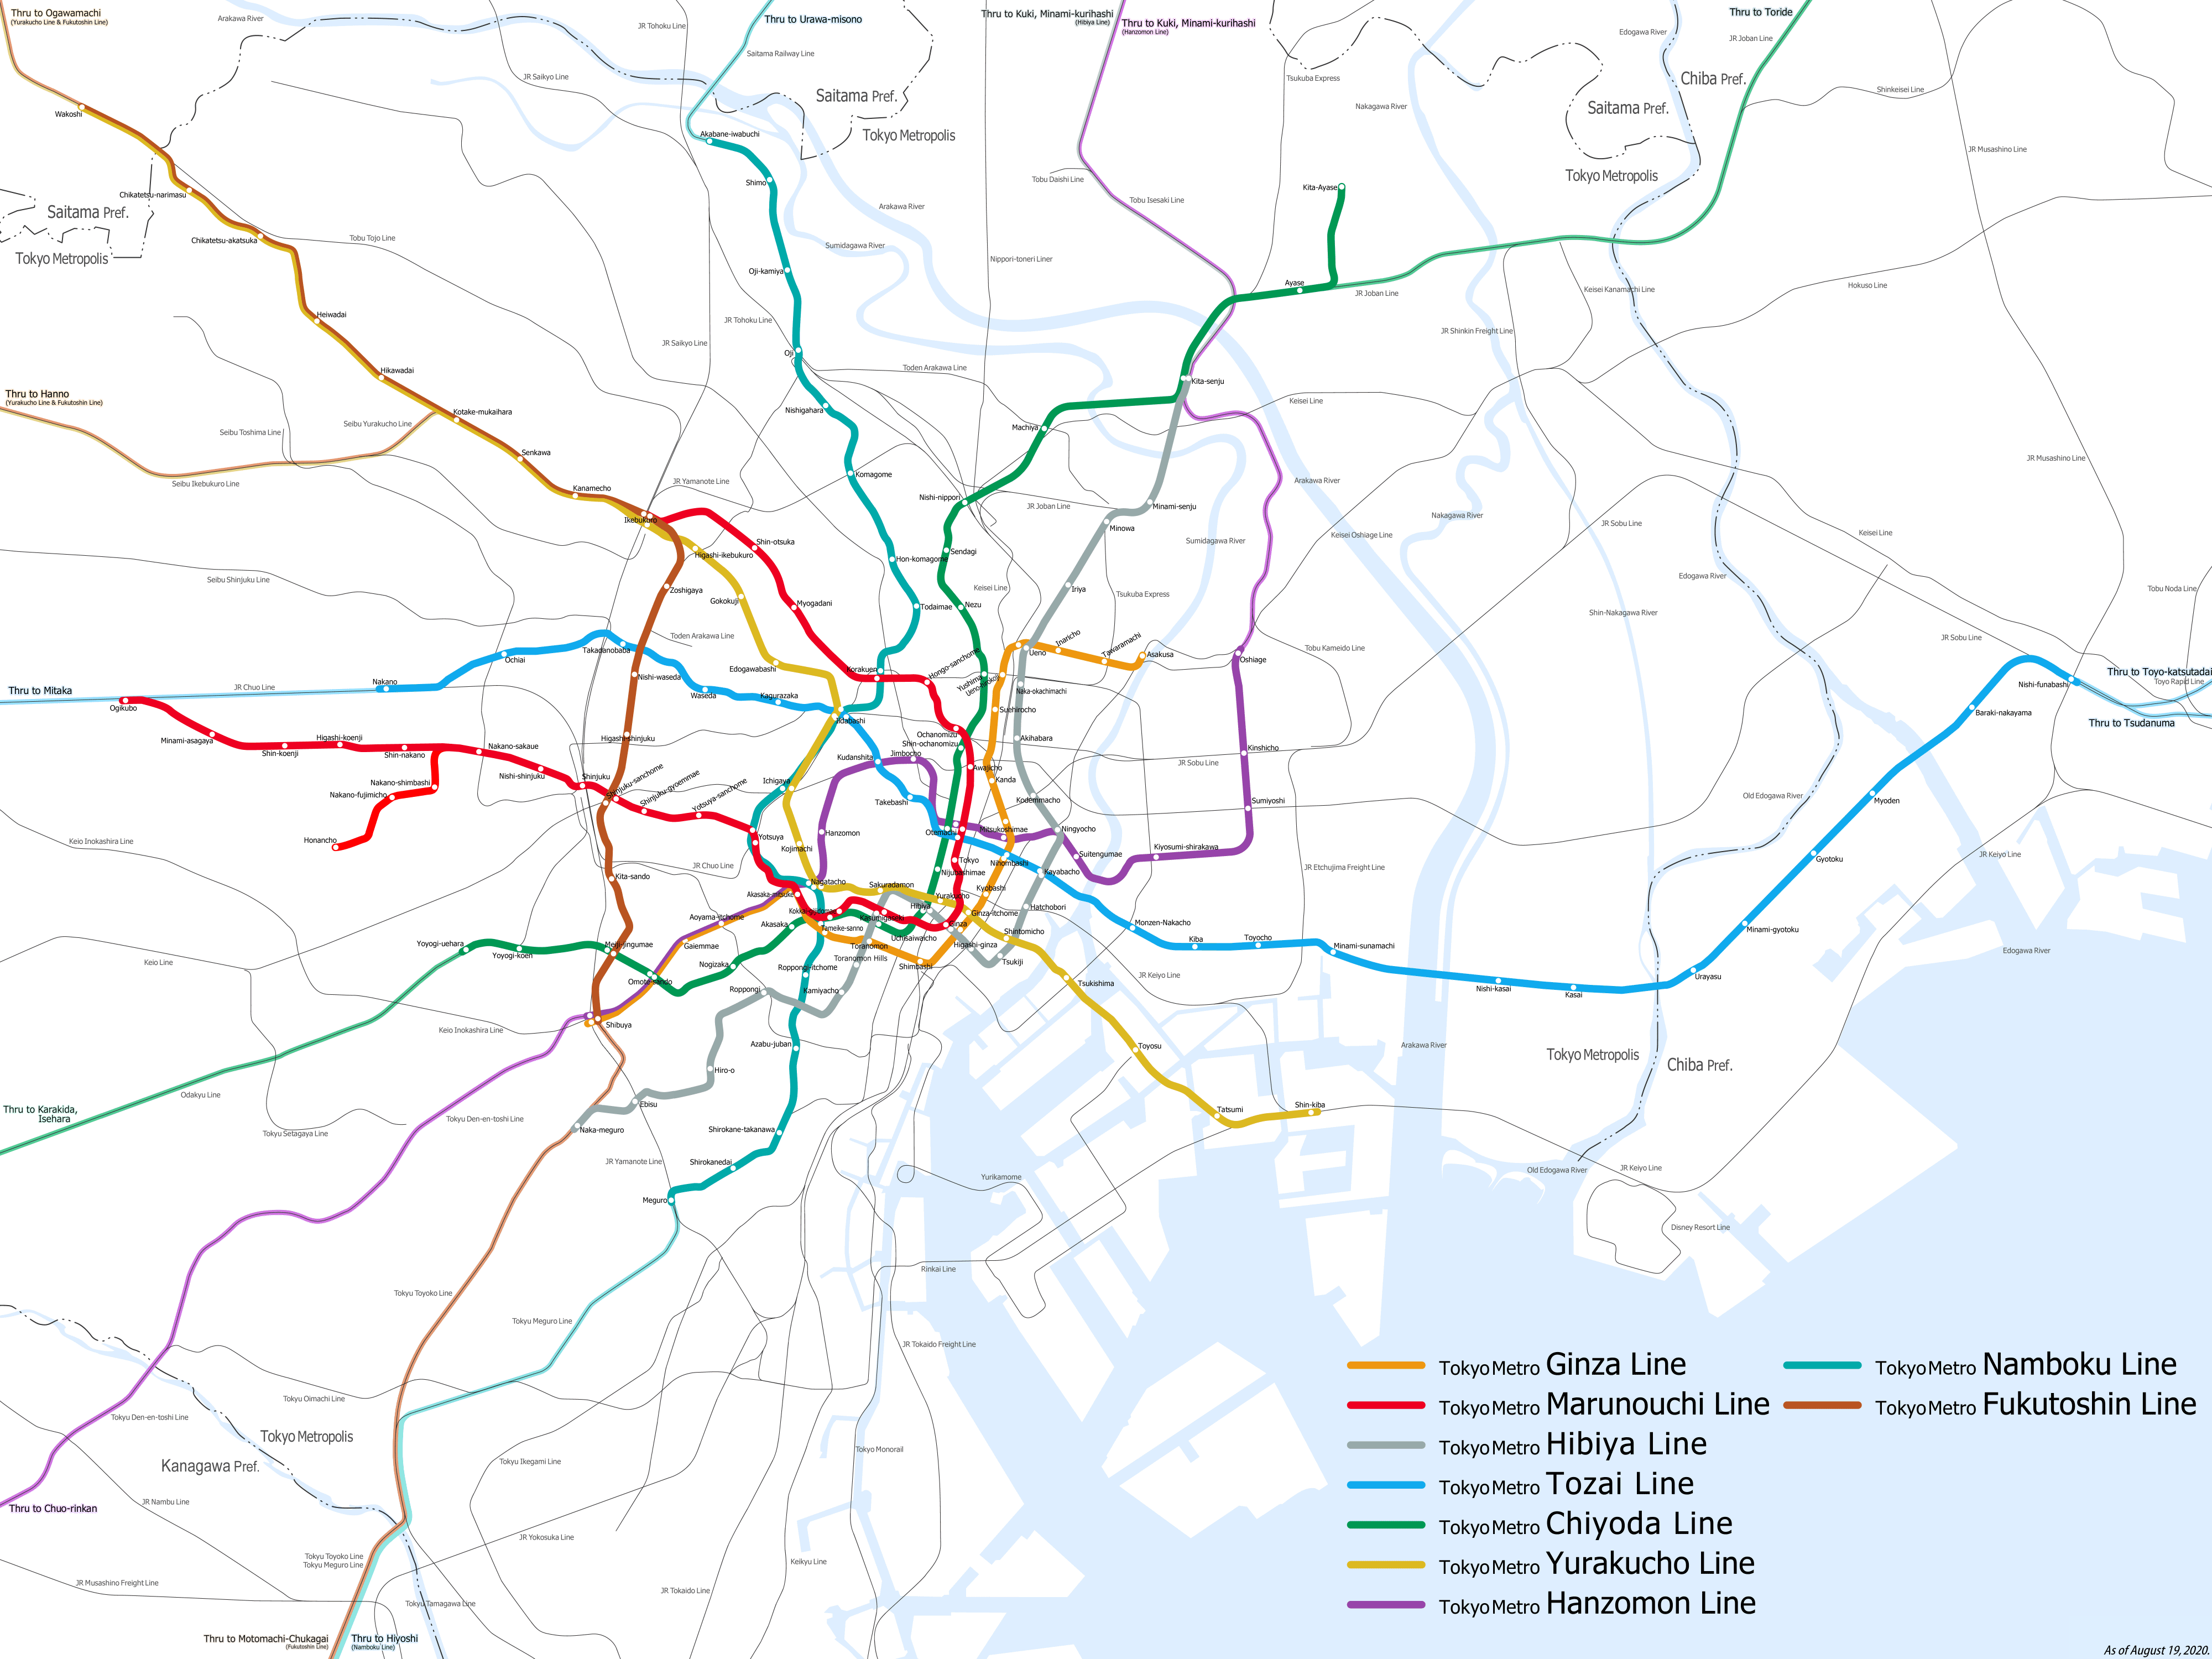 Thru to Ogawamachi
(Yurakucho Line & Fukutoshin Line)
Arakawa River
JR Tohoku Line
Thru to Urawa-misono
Saitama Railway Line
Thru to Kuki, Minami-kurihashi
(Hibiya Line)
Thru to Kuki, Minami-kurihashi
(Hanzomon Line)
Thru to Toride
JR Joban Line
Edogawa River
JR Saikyo Line
Tsukuba Express
Chiba Pref.
Shinkeisei Line
Saitama Pref.
Saitama Pref.
Nakagawa River
Wakoshi
Akabane-iwabuchi
Tokyo Metropolis
JR Musashino Line
Tokyo Metropolis
Tobu Daishi Line
Shimo
Kita-Ayase
Chikatetsu-narimasu
Tobu Isesaki Line
Arakawa River
Saitama Pref.
Chikatetsu-akatsuka
Tobu Tojo Line
Sumidagawa River
Tokyo Metropolis
Nippori-toneri Liner
Oji-kamiya
Ayase
JR Joban Line
Keisei Kanamachi Line
Hokuso Line
Heiwadai
JR Tohoku Line
JR Saikyo Line
JR Shinkin Freight Line
Oji
Toden Arakawa Line
Hikawadai
Kita-senju
Thru to Hanno
(Yurakucho Line & Fukutoshin Line)
Keisei Line
Kotake-mukaihara
Nishigahara
Seibu Yurakucho Line
Seibu Toshima Line
Machiya
Senkawa
JR Musashino Line
Komagome
Seibu Ikebukuro Line
JR Yamanote Line
Arakawa River
Kanamecho
Nishi-nippori
JR Joban Line
Minami-senju
Nakagawa River
Ikebukuro
Minowa
JR Sobu Line
Keisei Line
Keisei Oshiage Line
Shin-otsuka
Sumidagawa River
Higashi-ikebukuro
Sendagi
Hon-komagome
Edogawa River
Seibu Shinjuku Line
Zoshigaya
Keisei Line
Iriya
Tsukuba Express
Tobu Noda Line
Gokokuji
Myogadani
Todaimae
Nezu
Shin-Nakagawa River
Toden Arakawa Line
JR Sobu Line
Takadanobaba
Ueno
Inaricho
Tawaramachi
Asakusa
Tobu Kameido Line
Ochiai
Edogawabashi
Korakuen
Hongo-sanchome
Oshiage
Thru to Toyo-katsutadai
Toyo Rapid Line
Nishi-funabashi
Nishi-waseda
Yushima
Ueno-hirokoji
Naka-okachimachi
Thru to Mitaka
JR Chuo Line
Nakano
Waseda
Kagurazaka
Ogikubo
Suehirocho
Baraki-nakayama
Iidabashi
Thru to Tsudanuma
Minami-asagaya
Higashi-koenji
Higashi-shinjuku
Ochanomizu
Akihabara
Shin-koenji
Shin-nakano
Nakano-sakaue
Shin-ochanomizu
Kinshicho
Kudanshita
Jimbocho
JR Sobu Line
Nishi-shinjuku
Shinjuku
Shinjuku-sanchome
Shinjuku-gyoemmae
Yotsuya-sanchome
Ichigaya
Awajicho
Kanda
Nakano-shimbashi
Nakano-fujimicho
Takebashi
Kodemmacho
Sumiyoshi
Old Edogawa River
Myoden
Honancho
Keio Inokashira Line
Yotsuya
Hanzomon
Otemachi
Mitsukoshimae
Ningyocho
Kojimachi
Suitengumae
Kiyosumi-shirakawa
JR Keiyo Line
Gyotoku
JR Chuo Line
Tokyo
Nihombashi
JR Etchujima Freight Line
Kita-sando
Nijubashimae
Kayabacho
Nagatacho
Sakuradamon
Kyobashi
Akasaka-mitsuke
Yurakucho
Hatchobori
Aoyama-itchome
Kokkai-gijidomae
Kasumigaseki
Hibiya
Ginza-itchome
Akasaka
Tameike-sanno
Ginza
Monzen-Nakacho
Minami-gyotoku
Yoyogi-uehara
Yoyogi-koen
Meiji-jingumae
Gaiemmae
Uchisaiwaicho
Higashi-ginza
Shintomicho
Kiba
Toyocho
Minami-sunamachi
Edogawa River
Toranomon
Toranomon Hills
Keio Line
Nogizaka
Roppongi-itchome
Shimbashi
Tsukiji
JR Keiyo Line
Urayasu
Omote-sando
Roppongi
Kamiyacho
Tsukishima
Nishi-kasai
Kasai
Keio Inokashira Line
Shibuya
Azabu-juban
Toyosu
Arakawa River
Tokyo Metropolis
Chiba Pref.
Hiro-o
Odakyu Line
Thru to Karakida,
Isehara
Ebisu
Tatsumi
Shin-kiba
Tokyu Den-en-toshi Line
Tokyu Setagaya Line
Naka-meguro
Shirokane-takanawa
JR Yamanote Line
Shirokanedai
Old Edogawa River
JR Keiyo Line
Yurikamome
Meguro
Disney Resort Line
Rinkai Line
Tokyu Toyoko Line
Tokyu Meguro Line
JR Tokaido Freight Line
Tokyu Oimachi Line
Tokyu Den-en-toshi Line
Tokyo Metropolis
Kanagawa Pref.
Tokyo Monorail
Tokyu Ikegami Line
JR Nambu Line
Thru to Chuo-rinkan
JR Yokosuka Line
Tokyu Toyoko Line
Tokyu Meguro Line
Keikyu Line
JR Musashino Freight Line
JR Tokaido Line
Tokyu Tamagawa Line
Thru to Motomachi-Chukagai
(Fukutoshin Line)
Thru to Hiyoshi
(Namboku Line)
Tokyo Metro Ginza Line
Tokyo Metro Marunouchi Line
Tokyo Metro Hibiya Line
Tokyo Metro Tozai Line
Tokyo Metro Chiyoda Line
Tokyo Metro Yurakucho Line
Tokyo Metro Hanzomon Line
Tokyo Metro Namboku Line
Tokyo Metro Fukutoshin Line
As of August 19, 2020.